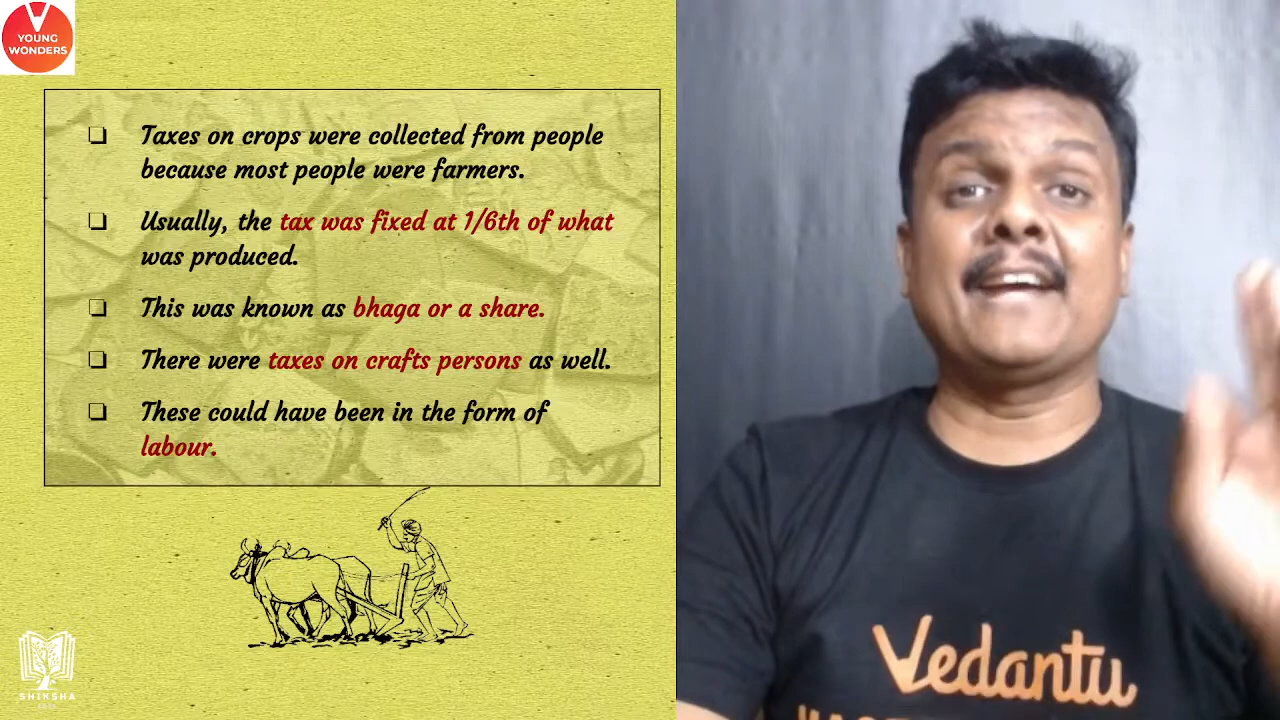 YOUNG
WONDERS
Taxes on crops were collected from people
because most people were farmers.
Usually, the tax was fixed at 1/6th of what
was produced.
This was known as bhaga or a share.
There were taxes on crafts persons as well.
These could have been in the form of
labour.
SHIKSHA
Vedantu